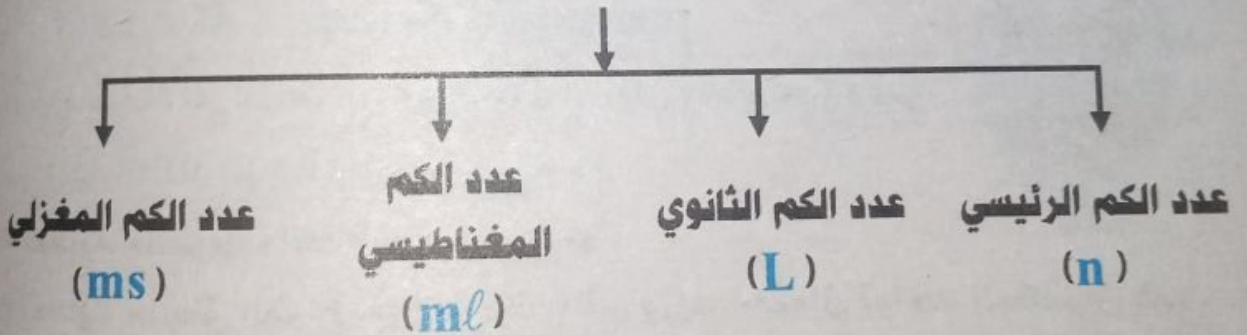 عدد الكم الرئيسي
(n)
عدد الكم الثانوي
(L)
عدد الكم
المغناطيسي
(mℓ)
عدد الكم المغزلي
(ms)